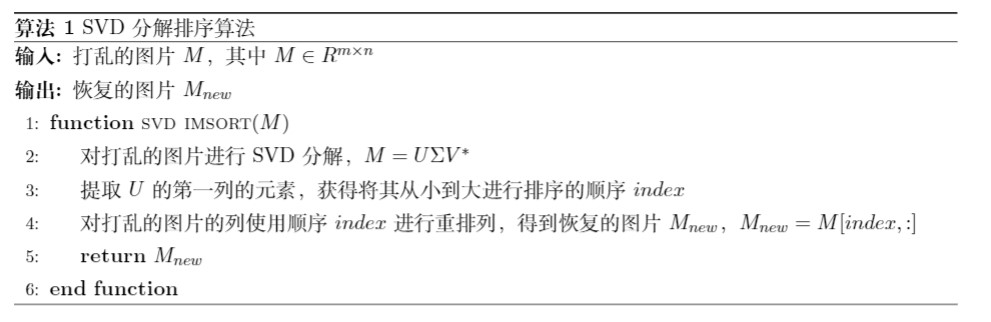 算法 1 SVD 分解排序算法
输入: 打乱的图片 M，其中 M ∈ R^{m×n}
输出: 恢复的图片 M_{new}
1: function SVD IMSORT(M)
2: 对打乱的图片进行 SVD 分解，M = UΣV*
3: 提取 U 的第一列的元素，获得将其从小到大进行排序的顺序 index
4: 对打乱的图片的列使用顺序 index 进行重排列，得到恢复的图片 M_{new}，M_{new} = M[index,:]
5: return M_{new}
6: end function